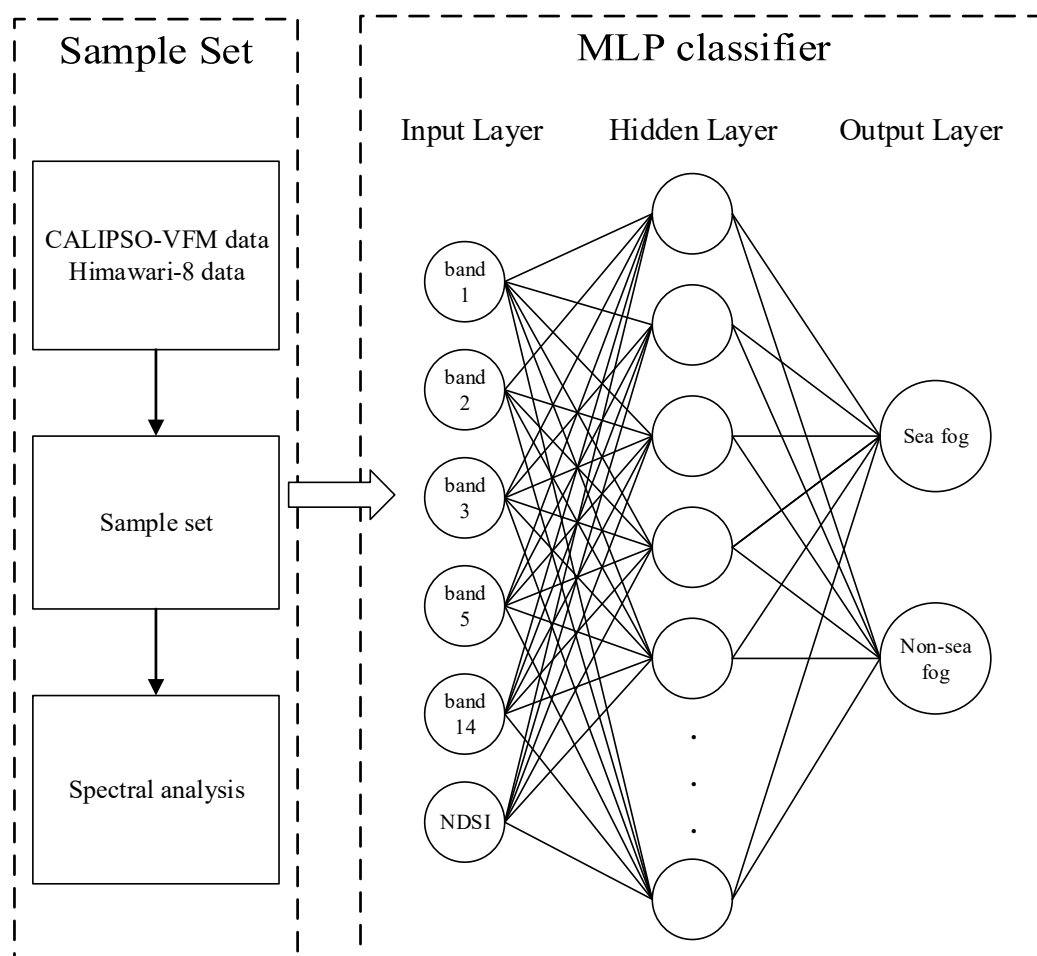 Sample Set
CALIPSO-VFM data
Himawari-8 data
Sample set
Spectral analysis
MLP classifier
Input Layer
Hidden Layer
Output Layer
band
1
band
2
band
3
band
5
band
14
NDSI
Sea fog
Non-sea
fog